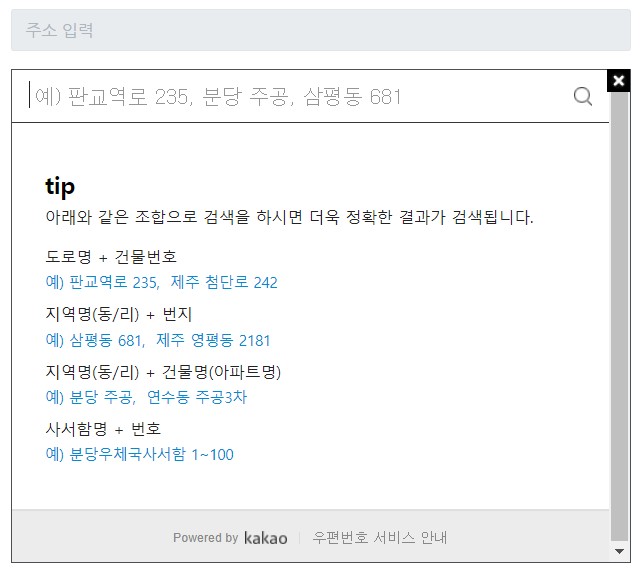 주소 입력
예) 판교역로 235, 분당 주공, 삼평동 681
tip
아래와 같은 조합으로 검색을 하시면 더욱 정확한 결과가 검색됩니다.
도로명 + 건물번호
예) 판교역로 235, 제주 첨단로 242
지역명(동/리) + 번지
예) 삼평동 681, 제주 영평동 2181
지역명(동/리) + 건물명(아파트명)
예) 분당 주공, 연수동 주공3차
사서함명 + 번호
예) 분당우체국사서함 1~100
Powered by kakao 우편번호 서비스 안내